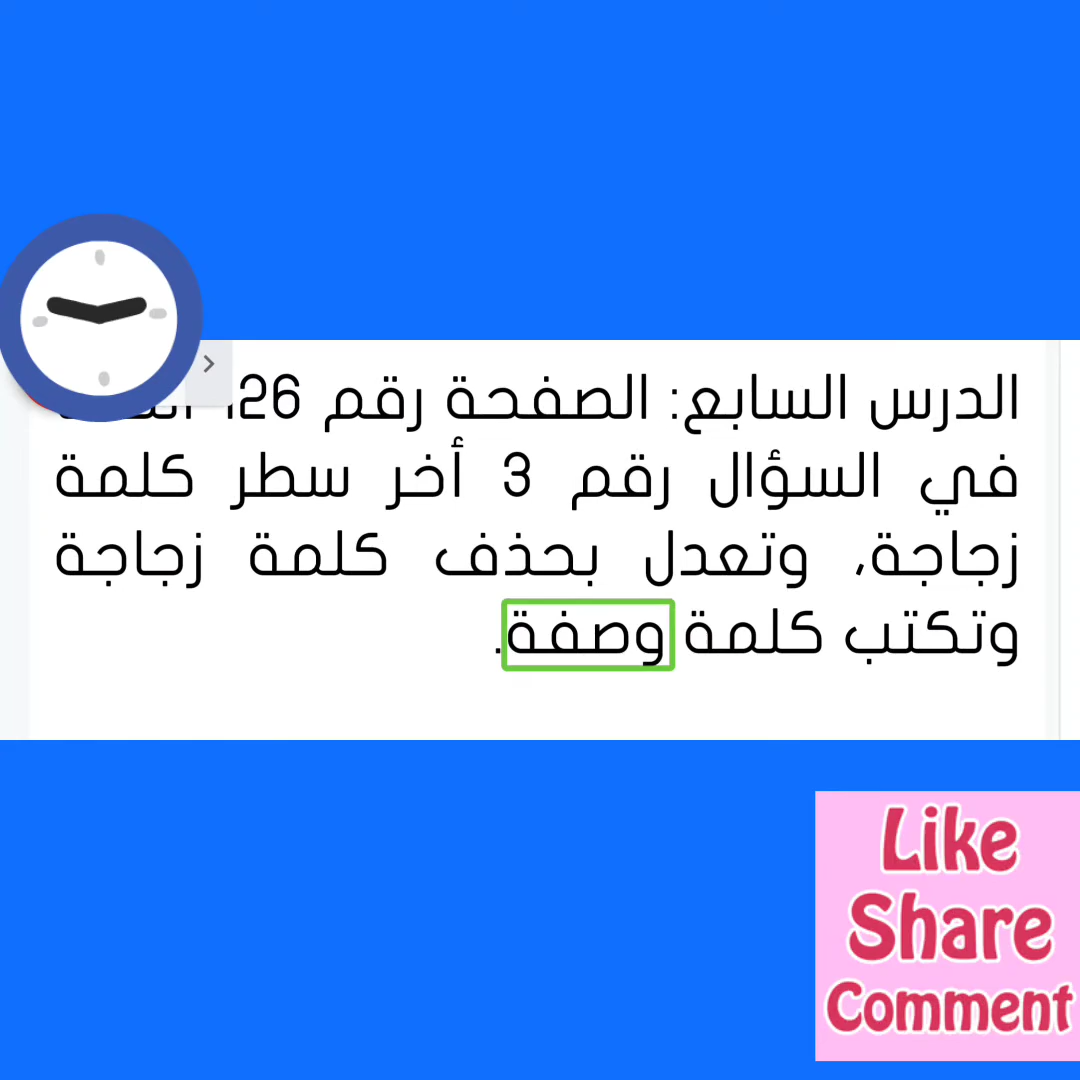 الدرس السابع: الصفحة رقم 126
في السؤال رقم 3 أخر سطر كلمة
زجاجة، وتعدل بحذف كلمة زجاجة
وتكتب كلمة وصفة.
Like
Share
Comment